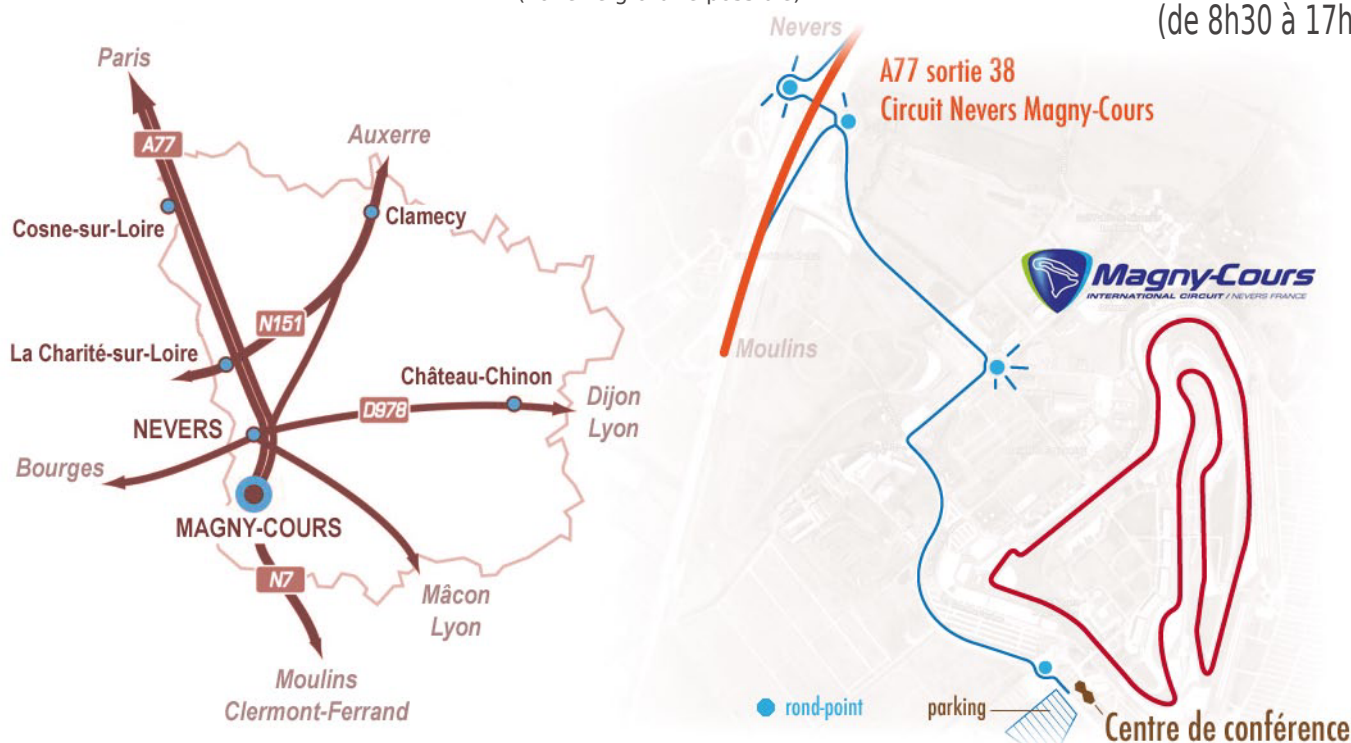 (de 8h30 à 17h
Paris
A77
Auxerre
Cosne-sur-Loire
Clamecy
N151
La Charité-sur-Loire
Château-Chinon
D978
Dijon
Lyon
NEVERS
Bourges
MAGNY-COURS
N7
Mâcon
Lyon
Moulins
Clermont-Ferrand
Nevers
A77 sortie 38
Circuit Nevers Magny-Cours
Moulins
Magny-Cours
INTERNATIONAL CIRCUIT / NEVERS FRANCE
rond-point
parking
Centre de conférence